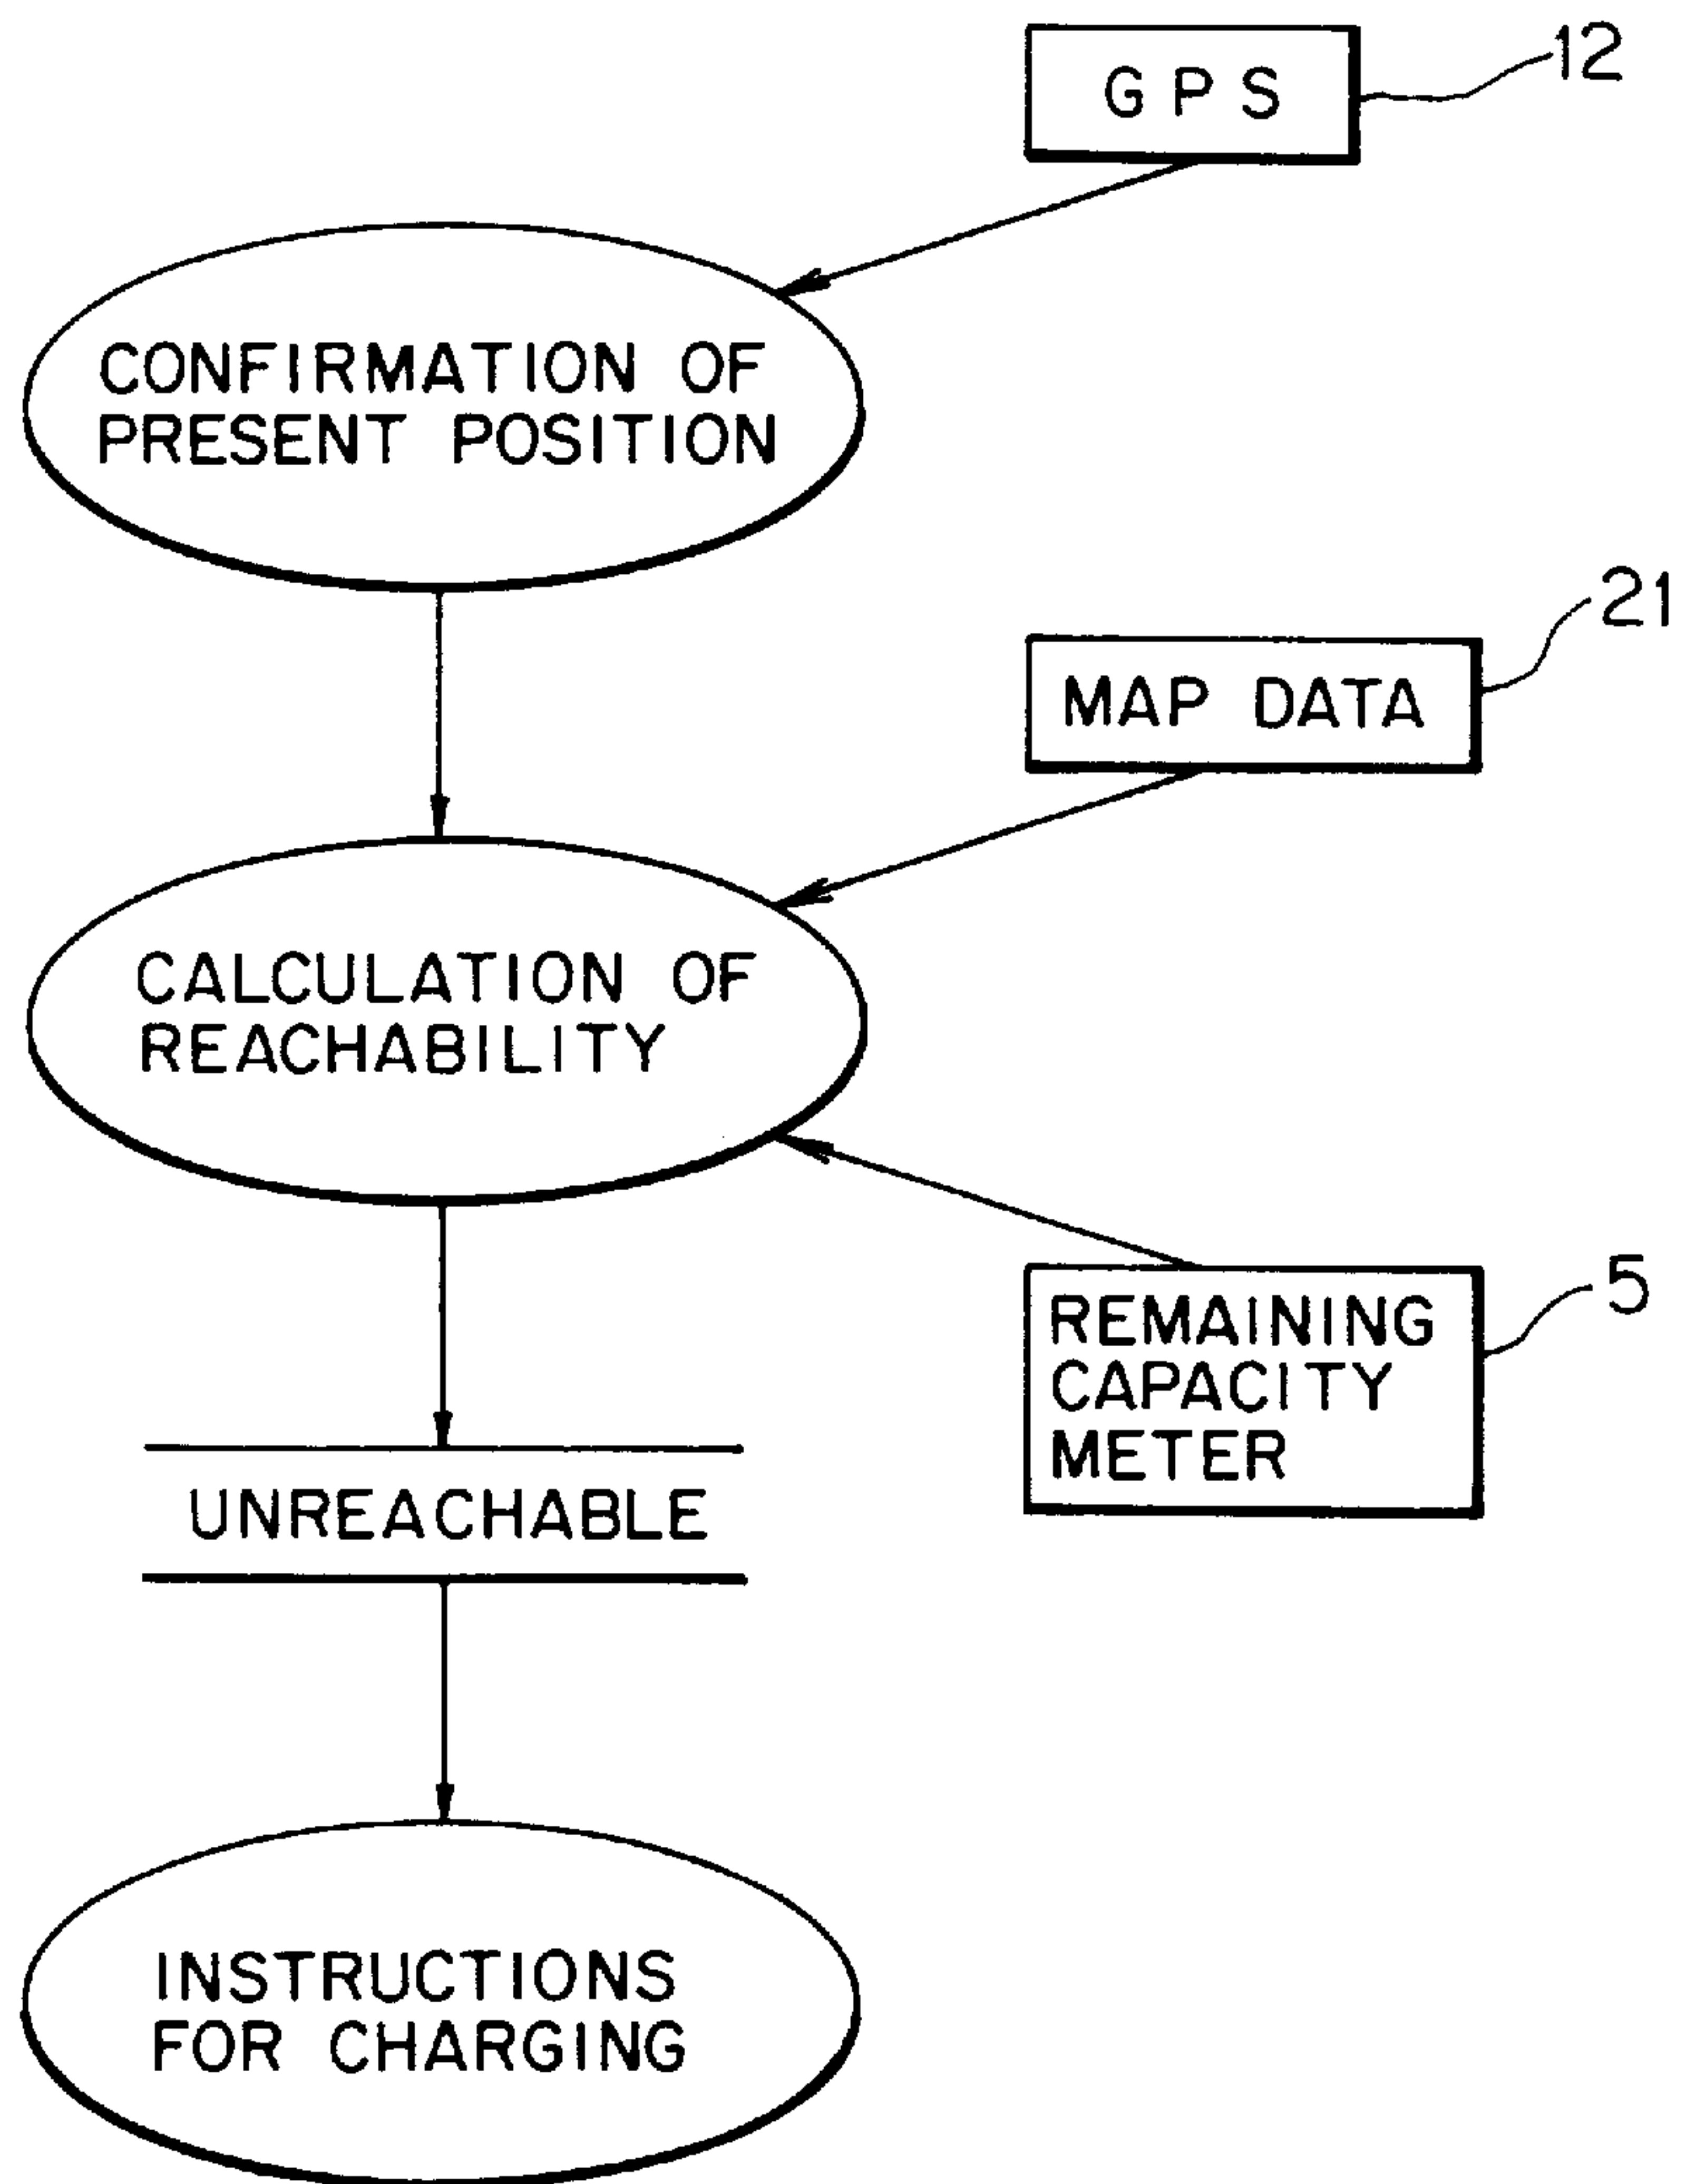 GPS
12
CONFIRMATION OF
PRESENT POSITION
21
MAP DATA
CALCULATION OF
REACHABILITY
5
REMAINING
CAPACITY
METER
UNREACHABLE
INSTRUCTIONS
FOR CHARGING